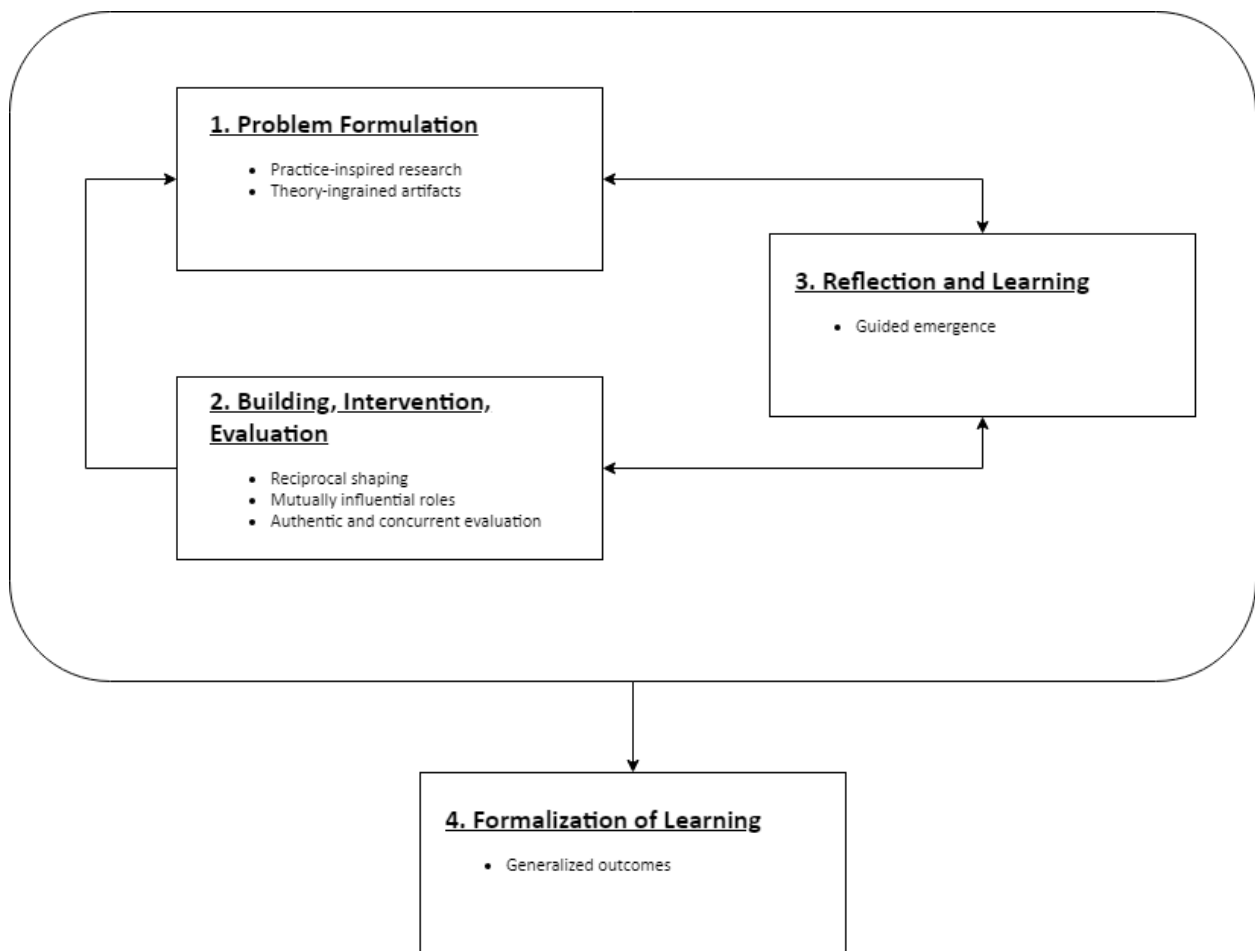 1. Problem Formulation
• Practice-inspired research
• Theory-ingrained artifacts
3. Reflection and Learning
• Guided emergence
2. Building, Intervention,
Evaluation
• Reciprocal shaping
• Mutually influential roles
• Authentic and concurrent evaluation
4. Formalization of Learning
• Generalized outcomes